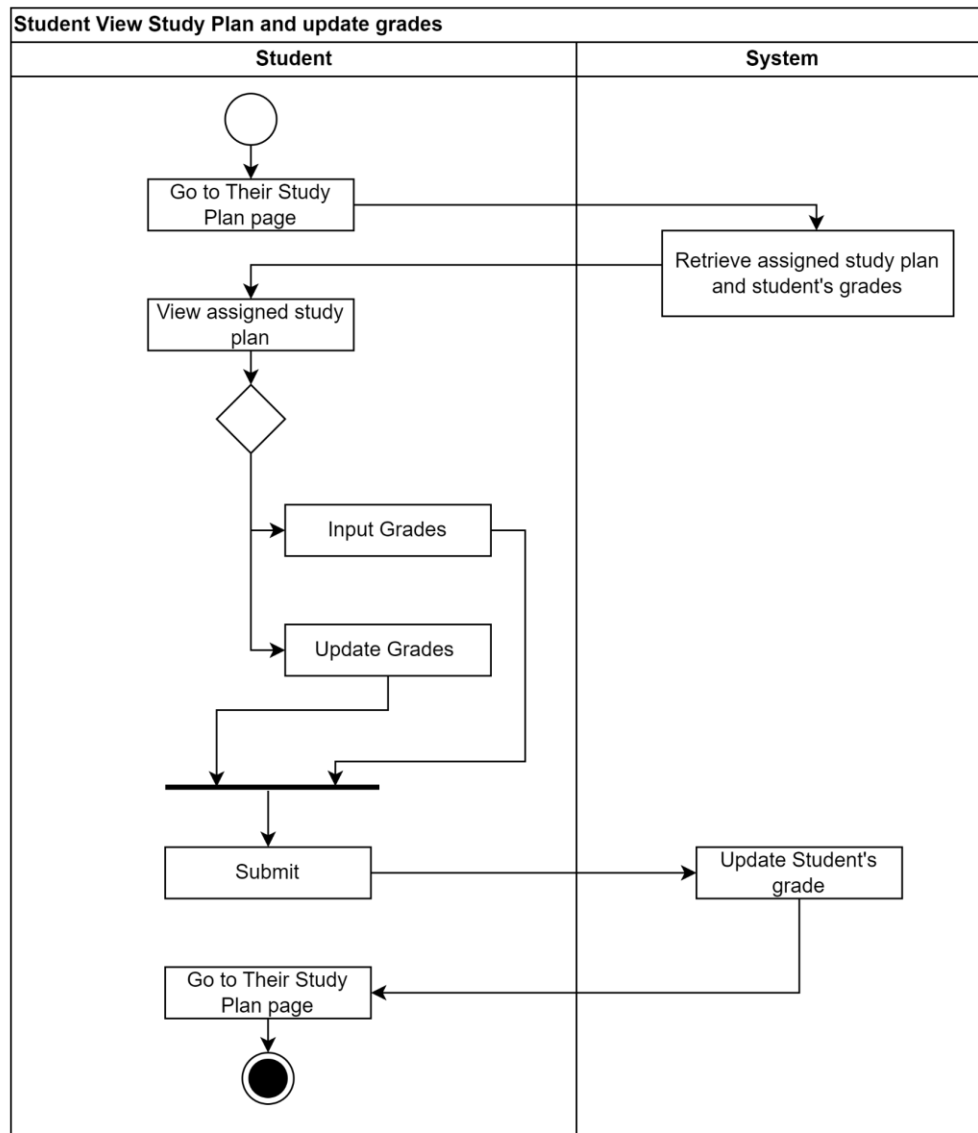 Student View Study Plan and update grades
Student
System
Go to Their Study
Plan page
Retrieve assigned study plan
and student's grades
View assigned study
plan
Input Grades
Update Grades
Submit
Update Student's
grade
Go to Their Study
Plan page